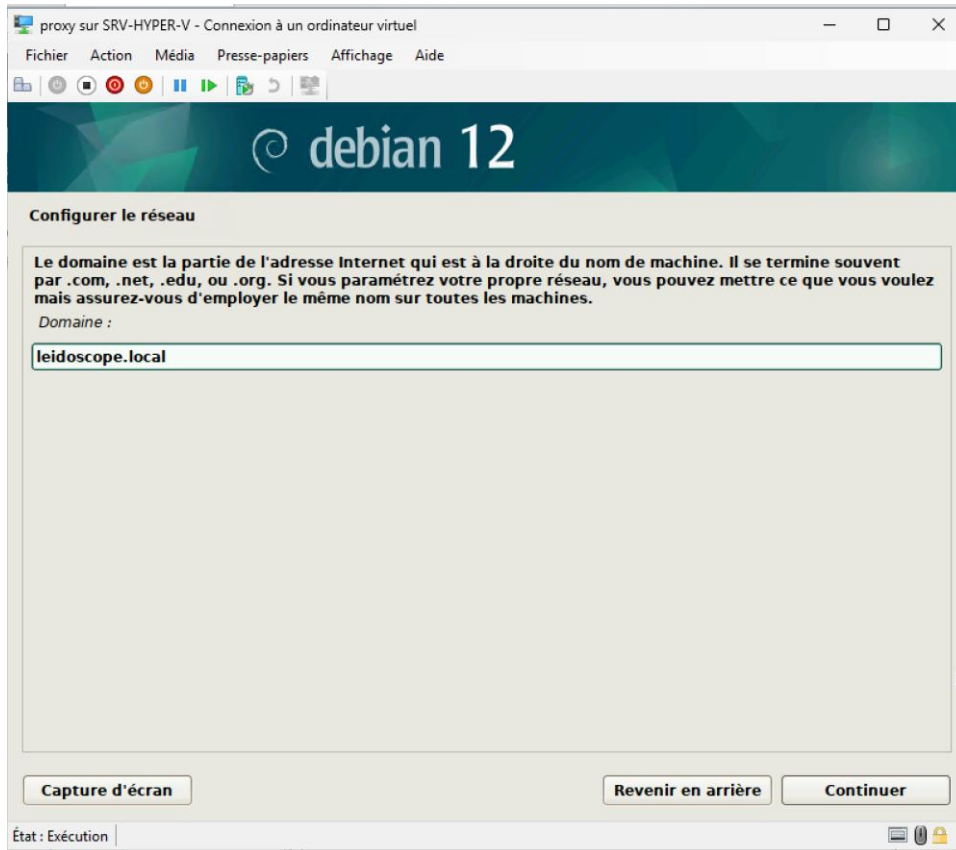 proxy sur SRV-HYPER-V - Connexion à un ordinateur virtuel
Fichier Action Média Presse-papiers Affichage Aide
debian 12
Configurer le réseau
Le domaine est la partie de l'adresse Internet qui est à la droite du nom de machine. Il se termine souvent
par .com, .net, .edu, ou .org. Si vous paramétrez votre propre réseau, vous pouvez mettre ce que vous voulez
mais assurez-vous d'employer le même nom sur toutes les machines.
Domaine :
leidoscope.local
Capture d'écran Revenir en arrière Continuer
État : Exécution